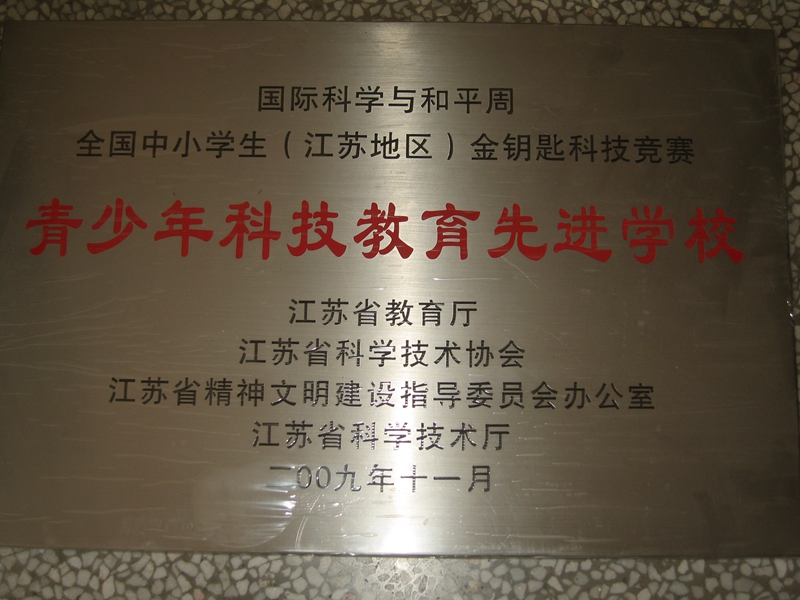 国际科学与和平周
全国中小学生（江苏地区）金钥匙科技竞赛
青少年科技教育先进学校
江苏省教育厅
江苏省科学技术协会
江苏省精神文明建设指导委员会办公室
江苏省科学技术厅
二00九年十一月